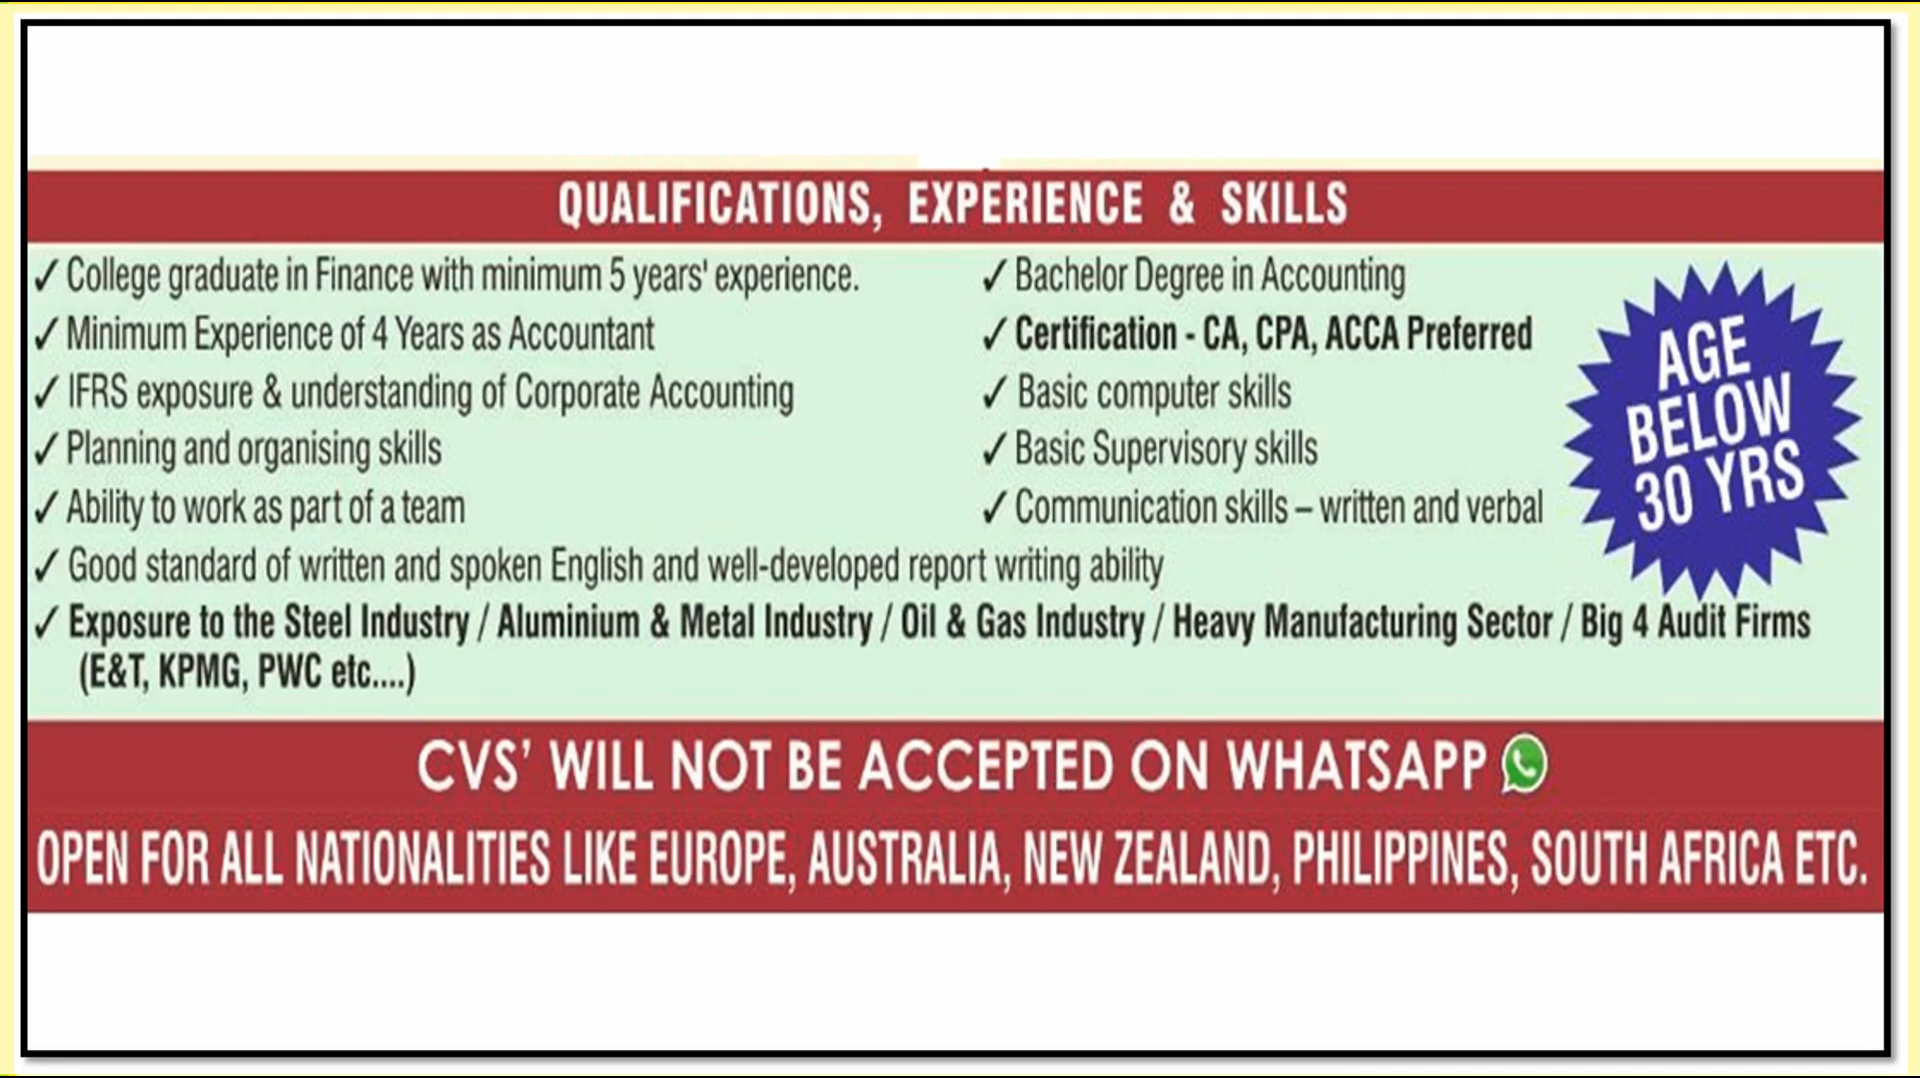 QUALIFICATIONS, EXPERIENCE & SKILLS
✓ College graduate in Finance with minimum 5 years' experience.
✓ Minimum Experience of 4 Years as Accountant
✓ IFRS exposure & understanding of Corporate Accounting
✓ Planning and organising skills
✓ Ability to work as part of a team
✓ Bachelor Degree in Accounting
✓ Certification - CA, CPA, ACCA Preferred
✓ Basic computer skills
✓ Basic Supervisory skills
✓ Communication skills – written and verbal
AGE
BELOW
30 YRS
✓ Good standard of written and spoken English and well-developed report writing ability
✓ Exposure to the Steel Industry / Aluminium & Metal Industry / Oil & Gas Industry / Heavy Manufacturing Sector / Big 4 Audit Firms
(E&T, KPMG, PWC etc....)
CVS' WILL NOT BE ACCEPTED ON WHATSAPP
OPEN FOR ALL NATIONALITIES LIKE EUROPE, AUSTRALIA, NEW ZEALAND, PHILIPPINES, SOUTH AFRICA ETC.